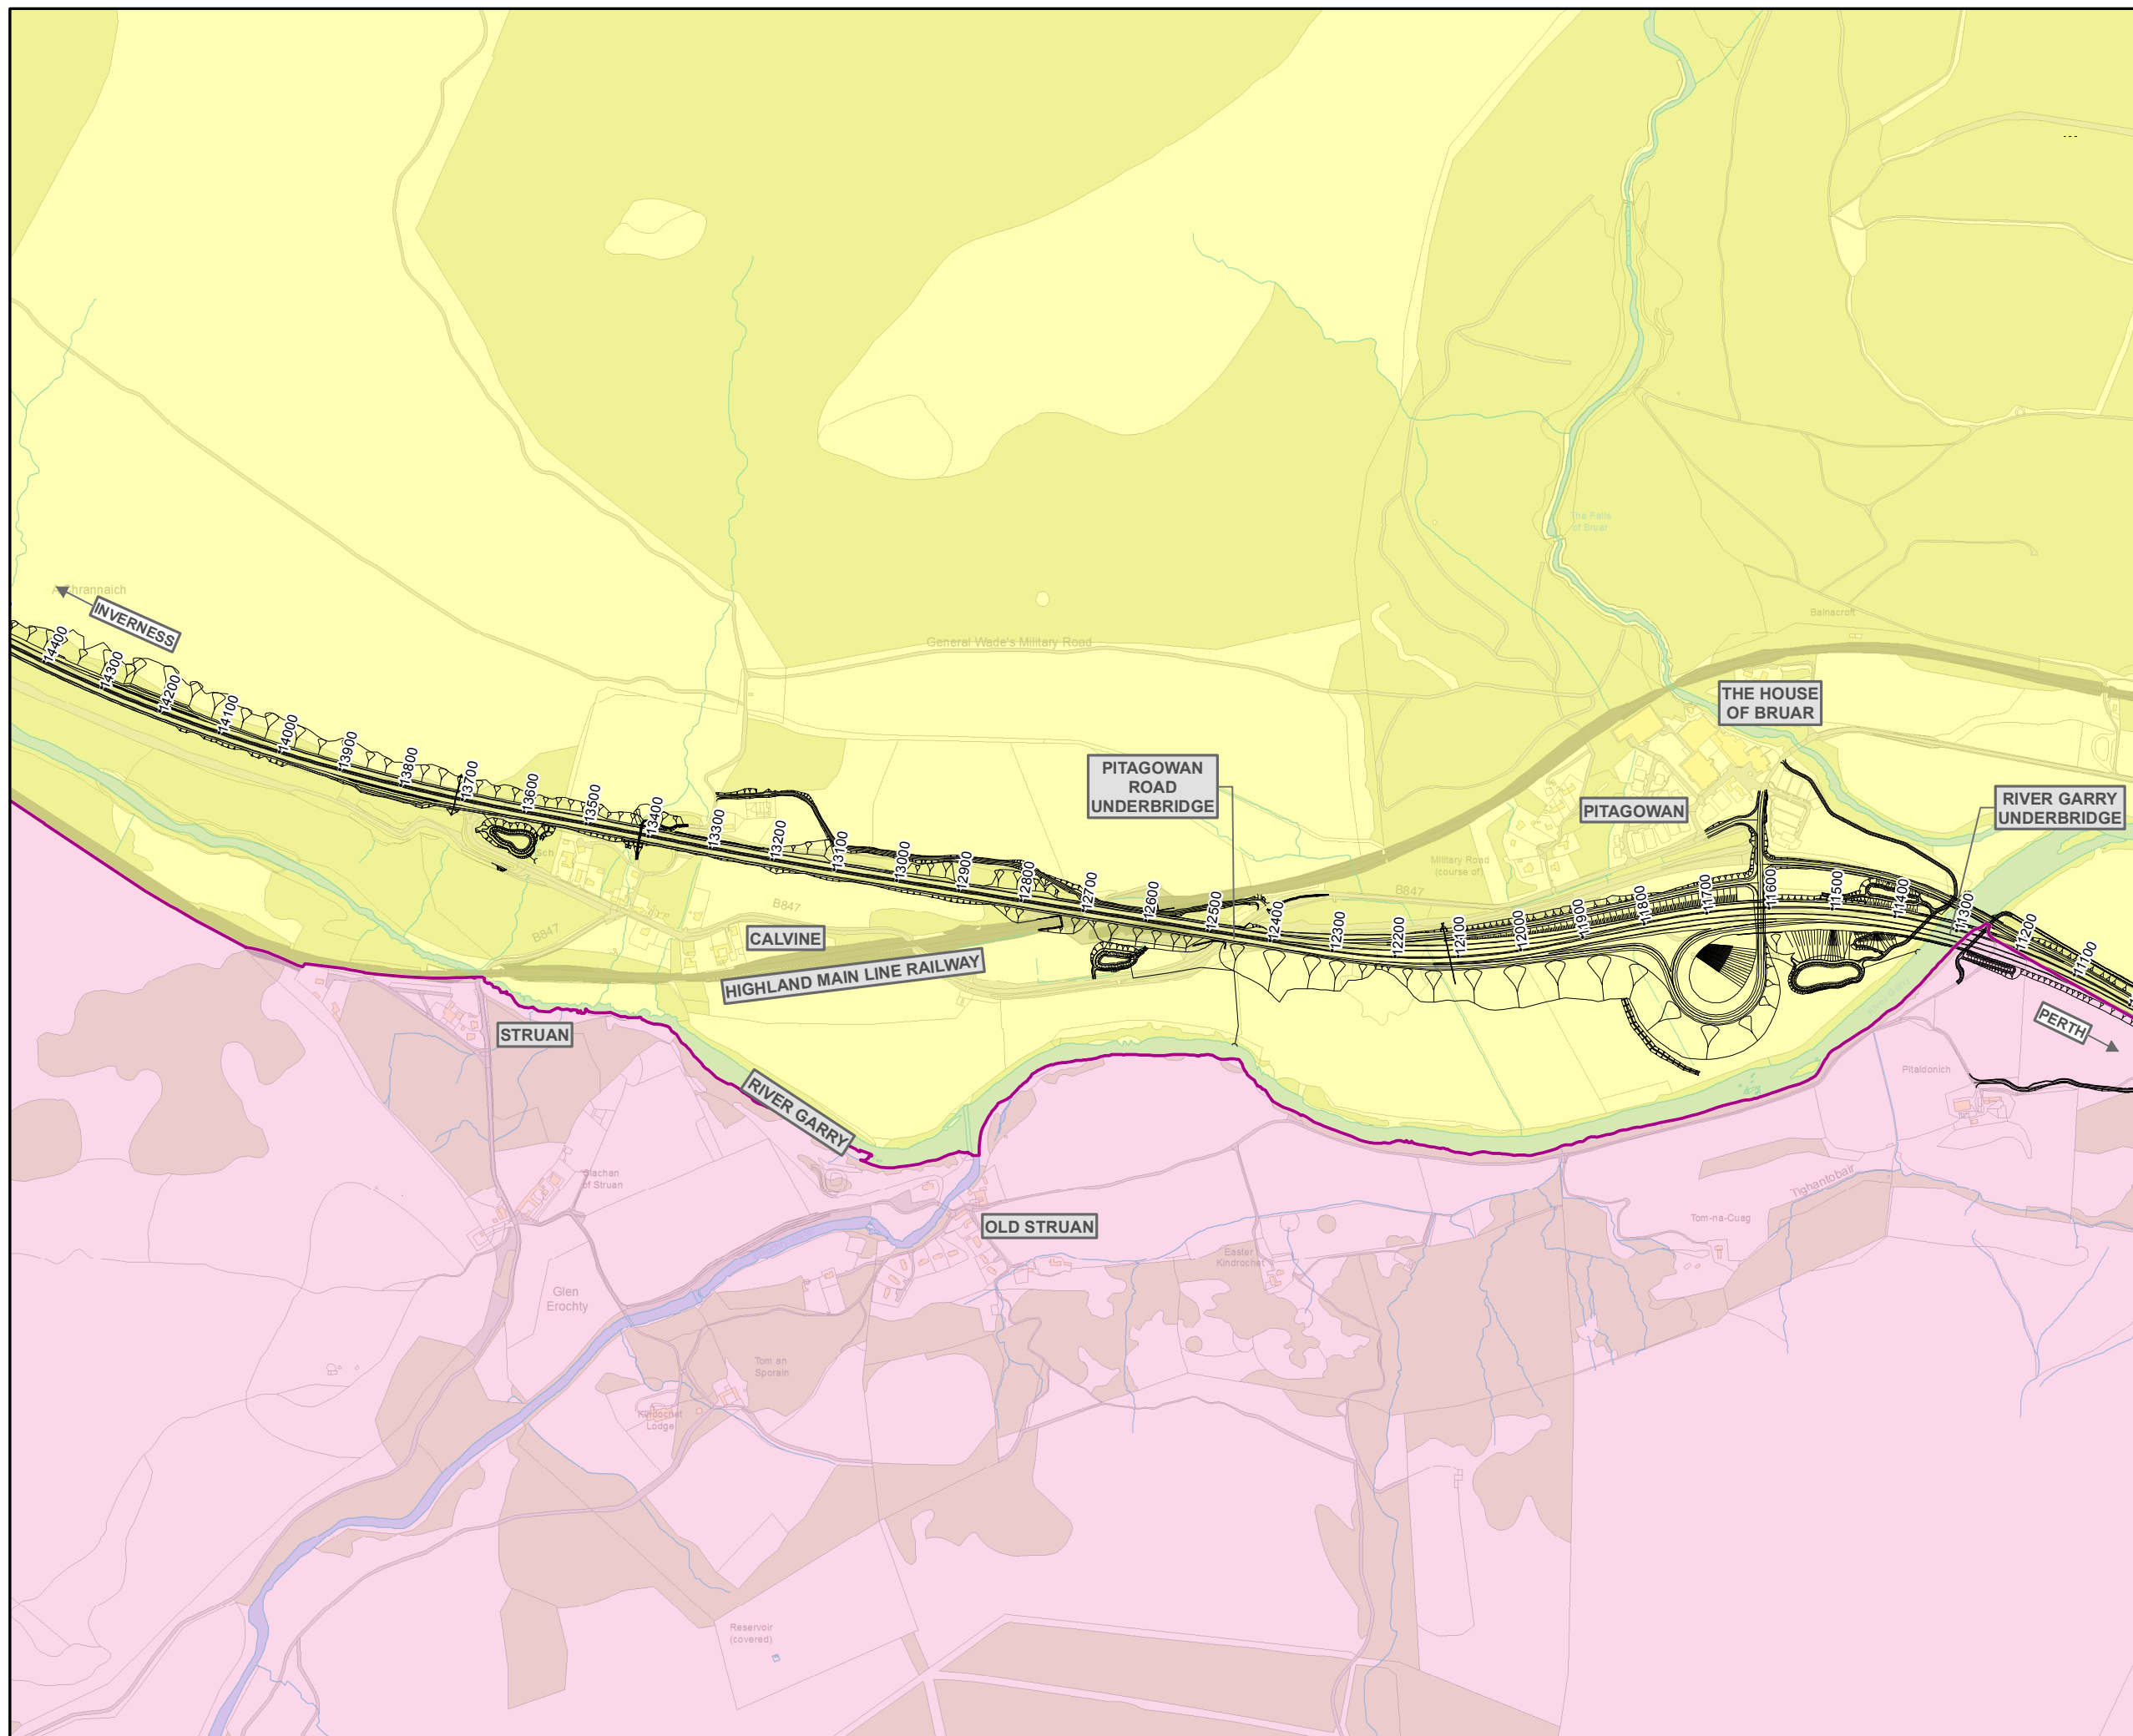 The Falls
of Bruar
Balnacroft
INVERNESS
General Wade's Military Road
THE HOUSE
OF BRUAR
PITAGOWAN
ROAD
UNDERBRIDGE
PITAGOWAN
RIVER GARRY
UNDERBRIDGE
14400
14300
14200
14100
14000
13900
13800
13700
13600
13500
13400
13300
13200
13100
13000
12900
12800
12700
12600
12500
12400
12300
12200
12100
12000
11900
11800
11700
11600
11500
11400
11300
11200
11100
Sch
Military Road
(course of)
B847
B847
B847
CALVINE
HIGHLAND MAIN LINE RAILWAY
STRUAN
PERTH
Pitaldonich
RIVER GARRY
Clachan
of Struan
OLD STRUAN
Tighantobair
Tom-na-Cuag
Easter
Kindrochet
Glen
Erochty
Tom an
Sporain
Kindrochet
Lodge
Reservoir
(covered)